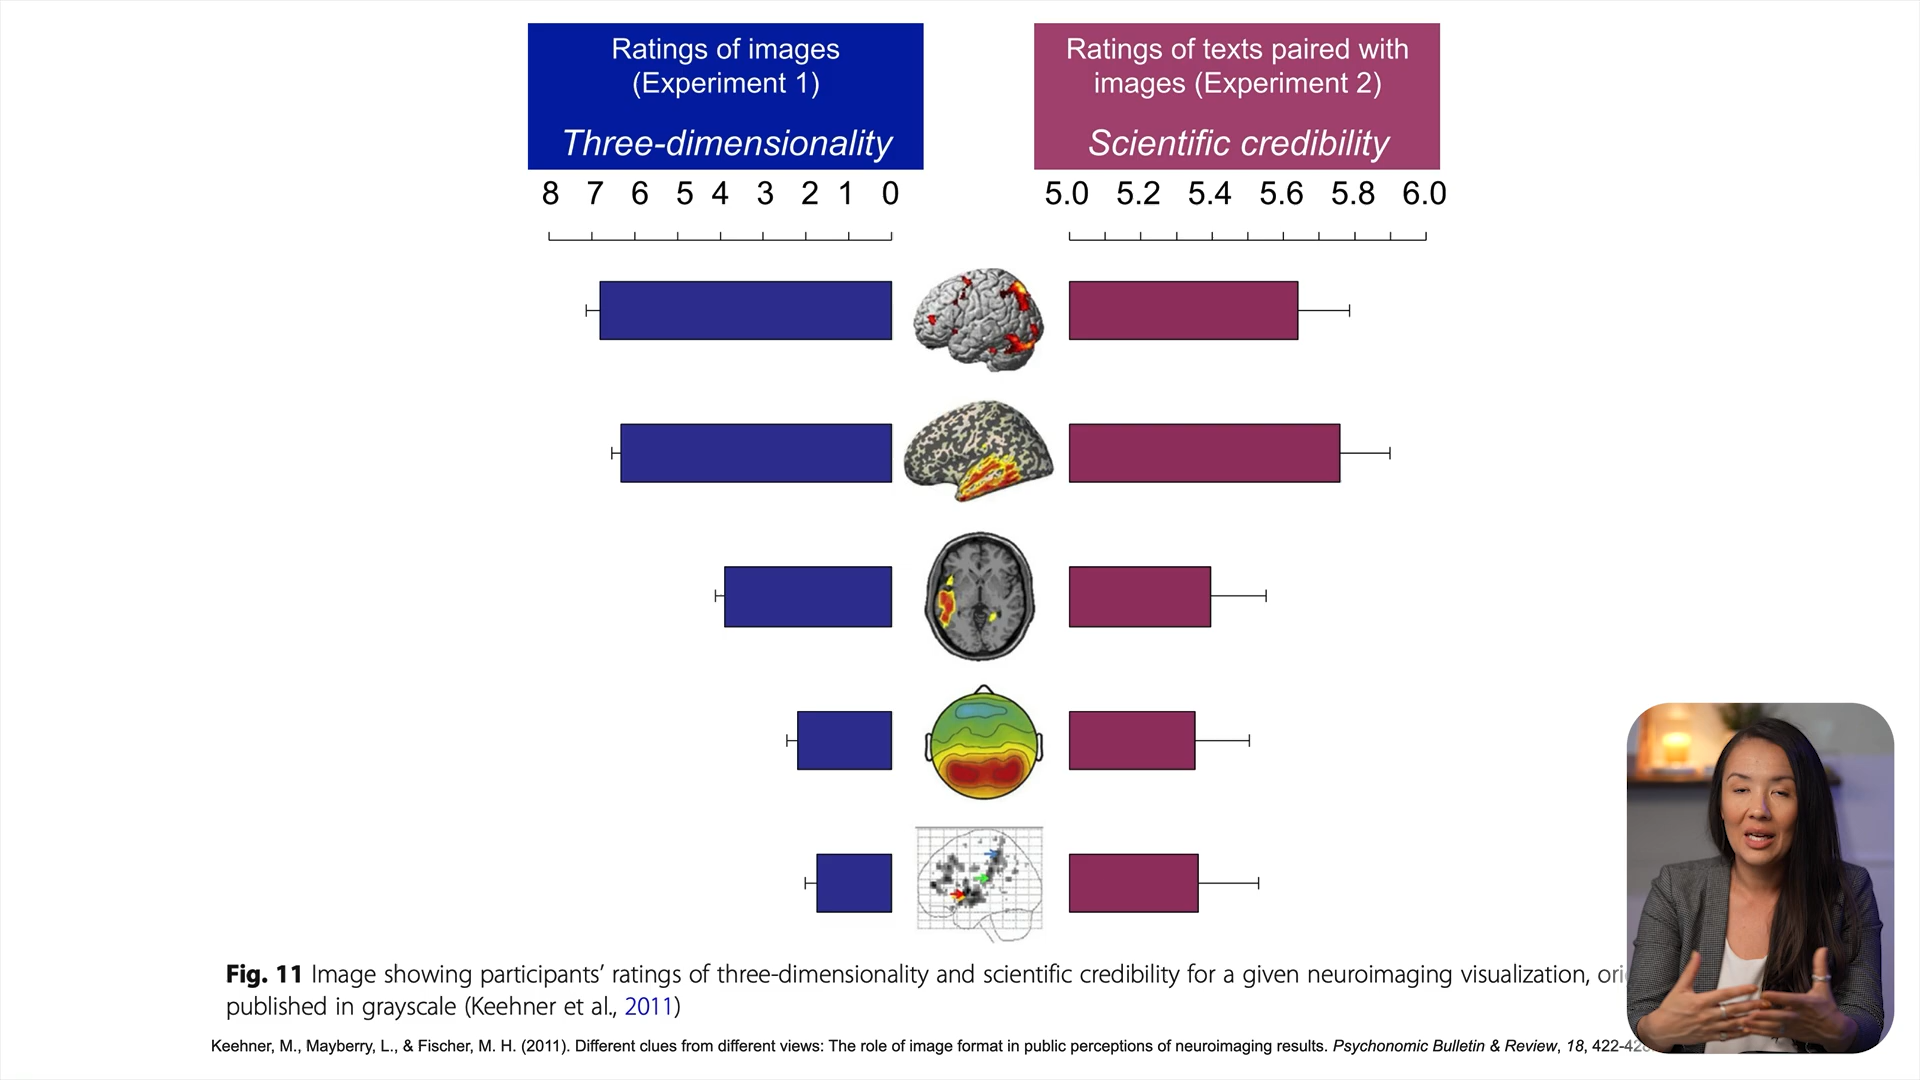 Ratings of images
(Experiment 1)
Three-dimensionality
Ratings of texts paired with
images (Experiment 2)
Scientific credibility
8 7 6 5 4 3 2 1 0
5.0 5.2 5.4 5.6 5.8 6.0
Fig. 11 Image showing participants’ ratings of three-dimensionality and scientific credibility for a given neuroimaging visualization,
published in grayscale (Keehner et al., 2011)
Keehner, M., Mayberry, L., & Fischer, M. H. (2011). Different clues from different views: The role of image format in public perceptions of neuroimaging results. Psychonomic Bulletin & Review, 18,